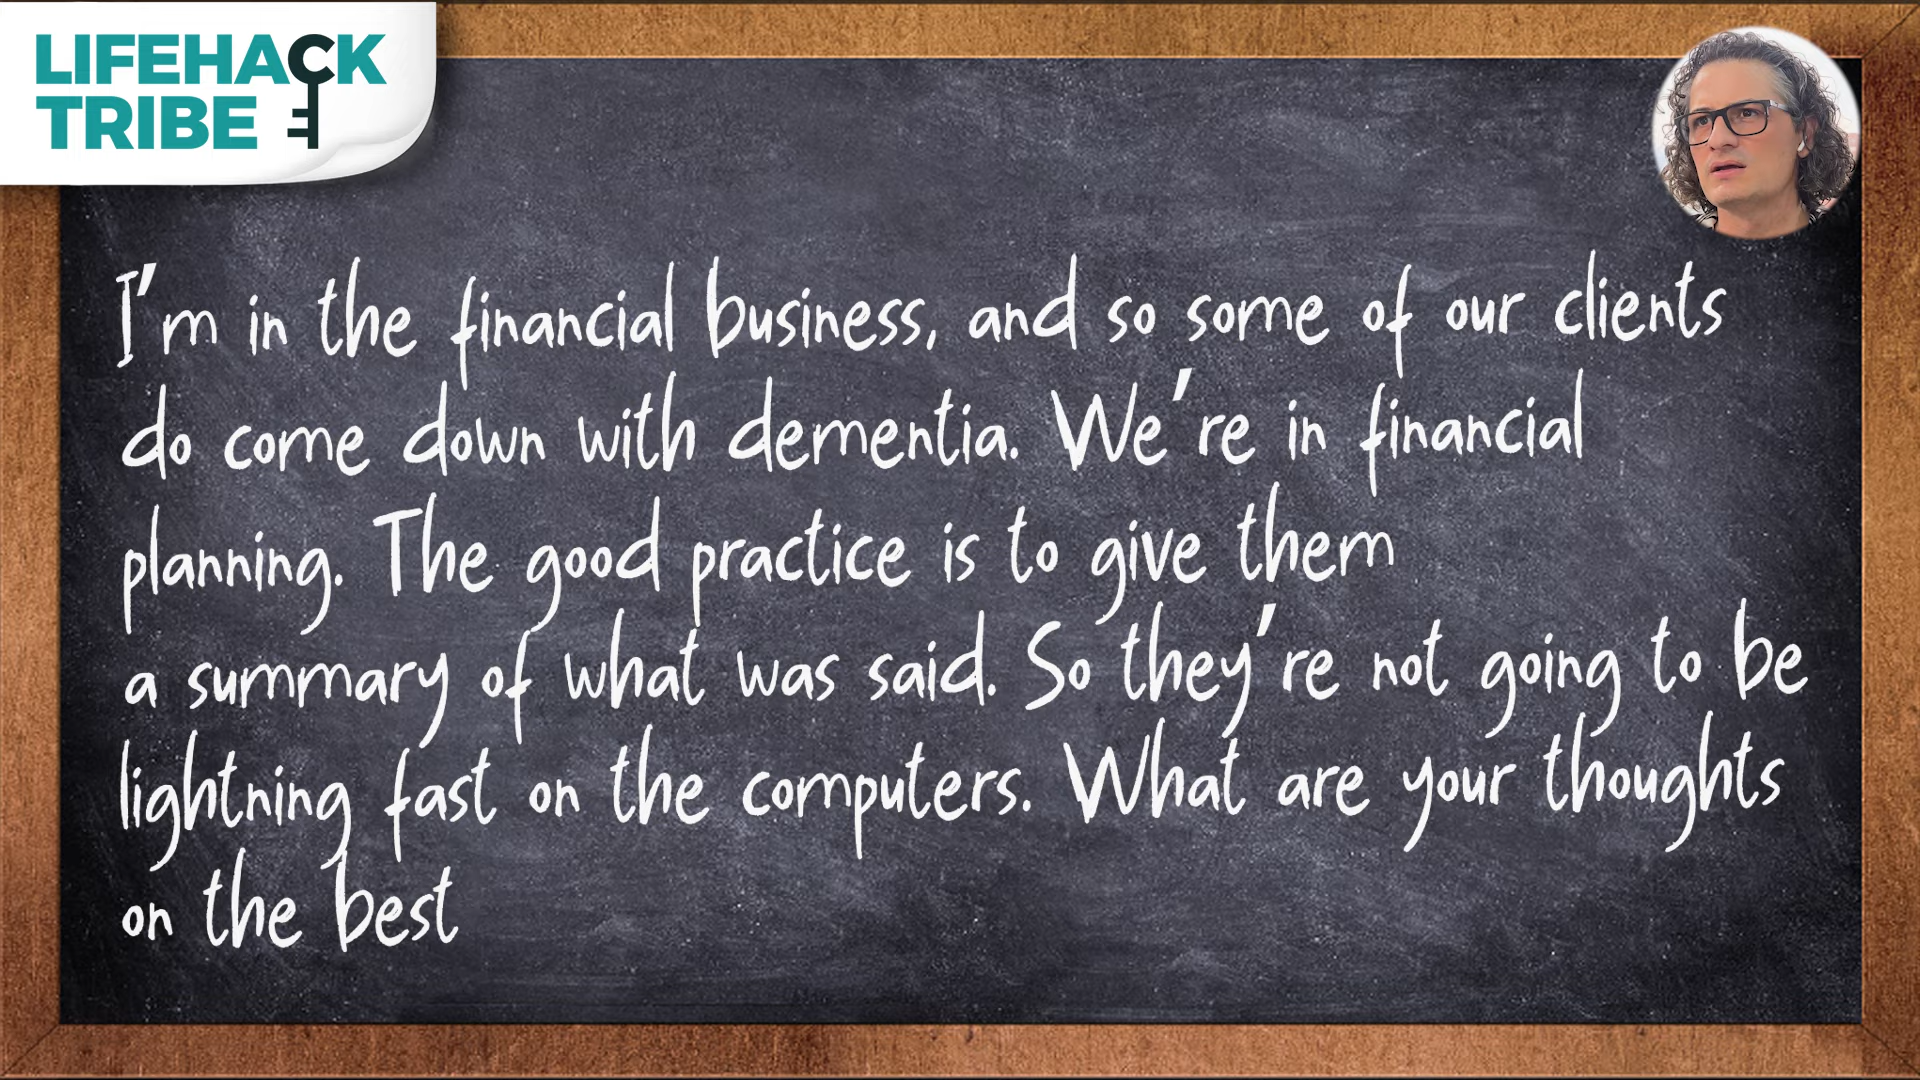 LIFEHACK
TRIBE
I'm in the financial business, and so some of our clients
do come down with dementia. We're in financial
planning. The good practice is to give them
a summary of what was said. So they're not going to be
lightning fast on the computers. What are your thoughts
on the best